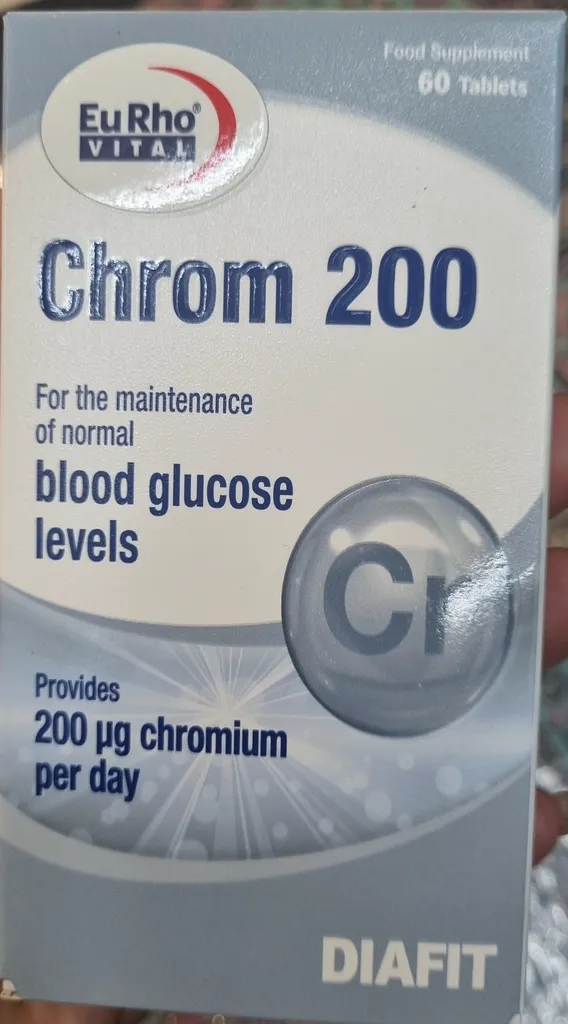 Food Supplement
60 Tablets
EuRho®
VITAL
Chrom 200
For the maintenance
of normal
blood glucose
levels
Cr
Provides
200 µg chromium
per day
DIAFIT